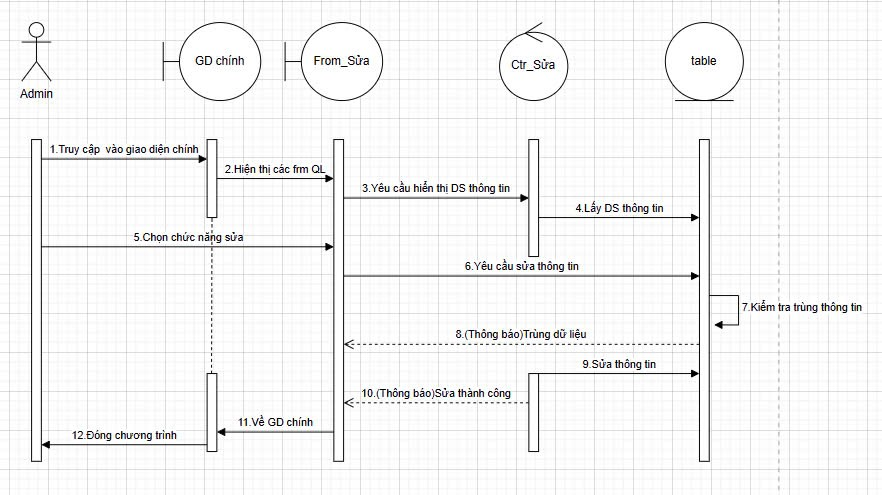 GD chính
From_Sửa
Ctr_Sửa
table
Admin
1.Truy cập vào giao diện chính
2.Hiện thị các frm QL
3.Yêu cầu hiển thị DS thông tin
4.Lấy DS thông tin
5.Chọn chức năng sửa
6.Yêu cầu sửa thông tin
7.Kiểm tra trùng thông tin
8.(Thông báo)Trùng dữ liệu
9.Sửa thông tin
10.(Thông báo)Sửa thành công
11.Về GD chính
12.Đóng chương trình